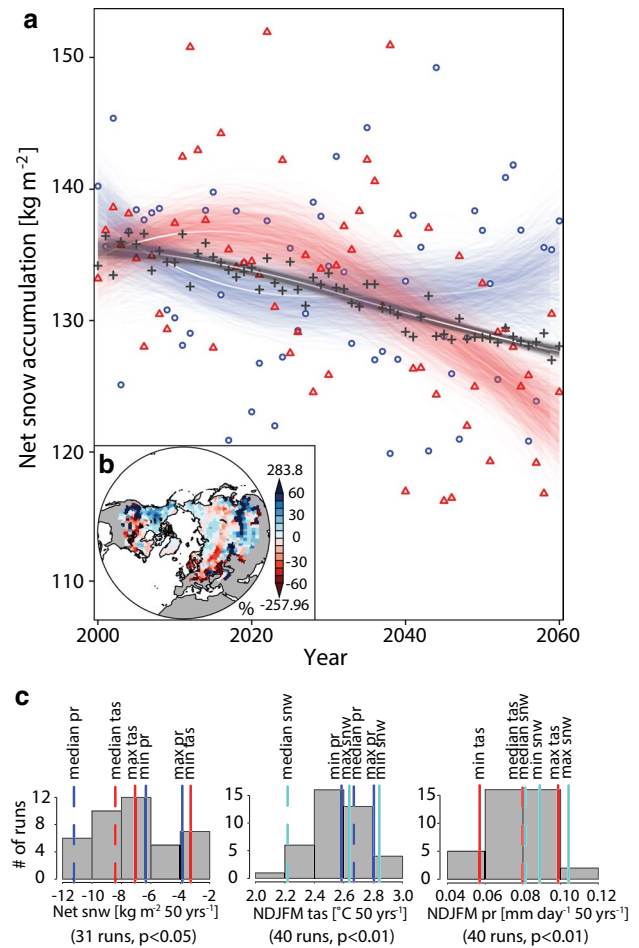 a
150
140
130
120
110
Net snow accumulation [kg m⁻²]
b
283.8
60
30
0
-30
-60
-257.96
%
2000
2020
2040
2060
Year
c
median pr
median tas
max tas
min pr
max pr
min tas
median snw
min pr
max snw
median pr
max pr
min snw
min tas
median tas
median snw
min snw
max tas
max snw
# of runs
12
8
4
0
-12 -10 -8 -6 -4 -2
Net snw [kg m⁻² 50 yrs⁻¹]
(31 runs, p<0.05)
15
10
5
0
2.0 2.2 2.4 2.6 2.8 3.0
NDJFM tas [°C 50 yrs⁻¹]
(40 runs, p<0.01)
15
10
5
0
0.04 0.06 0.08 0.10 0.12
NDJFM pr [mm day⁻¹ 50 yrs⁻¹]
(40 runs, p<0.01)